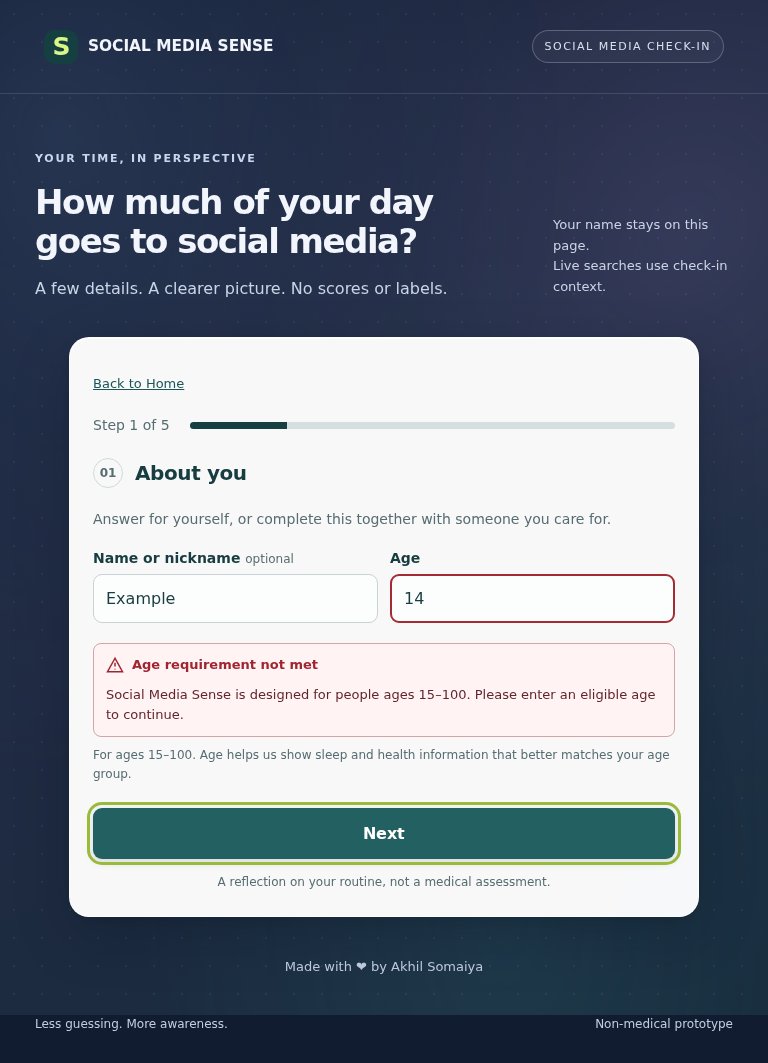 S SOCIAL MEDIA SENSE
SOCIAL MEDIA CHECK-IN
YOUR TIME, IN PERSPECTIVE
How much of your day
goes to social media?
A few details. A clearer picture. No scores or labels.
Your name stays on this
page.
Live searches use check-in
context.
Back to Home
Step 1 of 5
01 About you
Answer for yourself, or complete this together with someone you care for.
Name or nickname optional
Example
Age
14
Age requirement not met
Social Media Sense is designed for people ages 15–100. Please enter an eligible age
to continue.
For ages 15–100. Age helps us show sleep and health information that better matches your age
group.
Next
A reflection on your routine, not a medical assessment.
Made with ❤ by Akhil Somaiya
Less guessing. More awareness.
Non-medical prototype